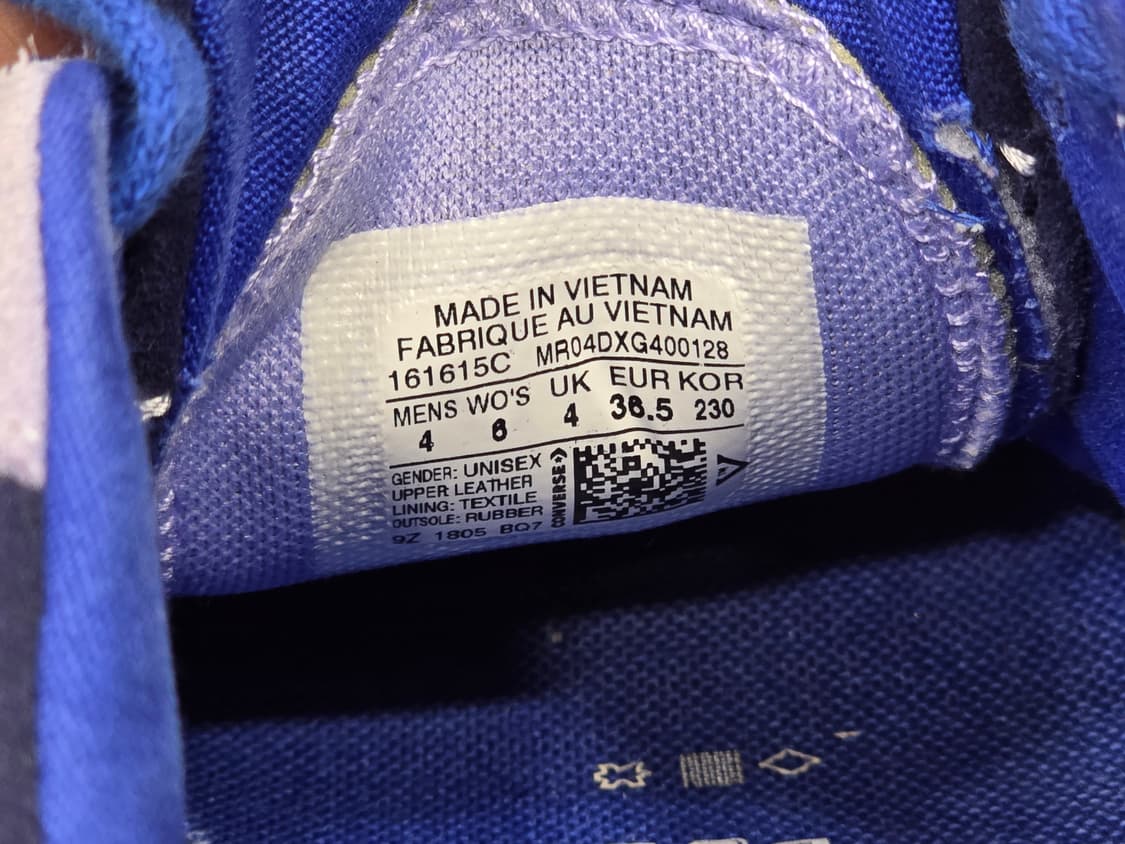 MADE IN VIETNAM
FABRIQUE AU VIETNAM
161615C MR04DXG400128
MENS WO'S UK EUR KOR
4 6 4 36.5 230
GENDER: UNISEX
UPPER: LEATHER
LINING: TEXTILE
OUTSOLE: RUBBER
9Z 1805 BQ7
CONVERSE